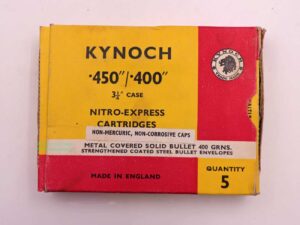 KYNOCH
KYNOCH
·450"/·400"
3¼" CASE
NITRO-EXPRESS
CARTRIDGES
NON-MERCURIC, NON-CORROSIVE CAPS
METAL COVERED SOLID BULLET 400 GRNS.
STRENGTHENED COATED STEEL BULLET ENVELOPES
MADE IN ENGLAND
QUANTITY
5